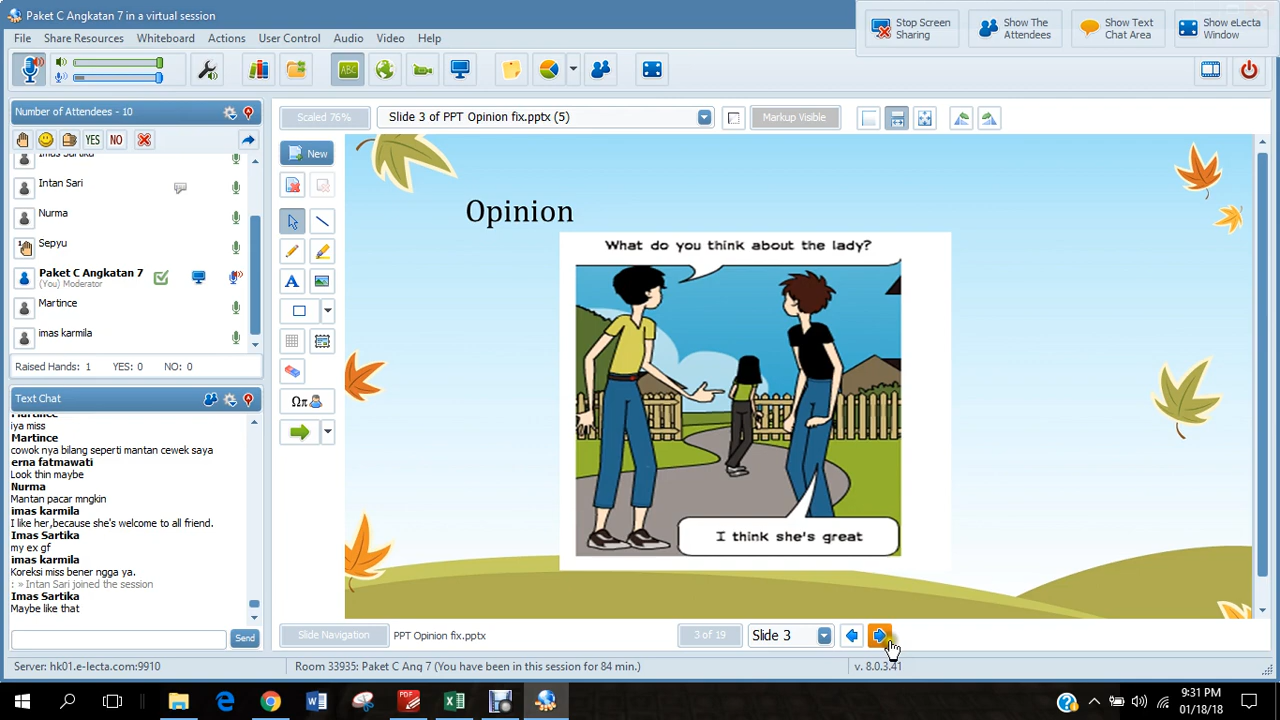 Paket C Angkatan 7 in a virtual session
File Share Resources Whiteboard Actions User Control Audio Video Help
Stop Screen Sharing
Show The Attendees
Show Text Chat Area
Show eLecta Window
ABC
Number of Attendees - 10
YES NO
Intan Sari
Nurma
Sepyu
Paket C Angkatan 7
(You) Moderator
Martince
imas karmila
Raised Hands: 1 YES: 0 NO: 0
Text Chat
Martince
iya miss
Martince
cowok nya bilang seperti mantan cewek saya
erna fatmawati
Look thin maybe
Nurma
Mantan pacar mngkin
imas karmila
I like her,because she's welcome to all friend.
Imas Sartika
my ex gf
imas karmila
Koreksi miss bener ngga ya.
: » Intan Sari joined the session
Imas Sartika
Maybe like that
Send
Scaled 76%
Slide 3 of PPT Opinion fix.pptx (5)
Markup Visible
New
A
Ωπ
Opinion
What do you think about the lady?
I think she's great
Slide Navigation
PPT Opinion fix.pptx
3 of 19
Slide 3
Server: hk01.e-lecta.com:9910
Room 33935: Paket C Ang 7 (You have been in this session for 84 min.)
v. 8.0.3.41
9:31 PM
01/18/18